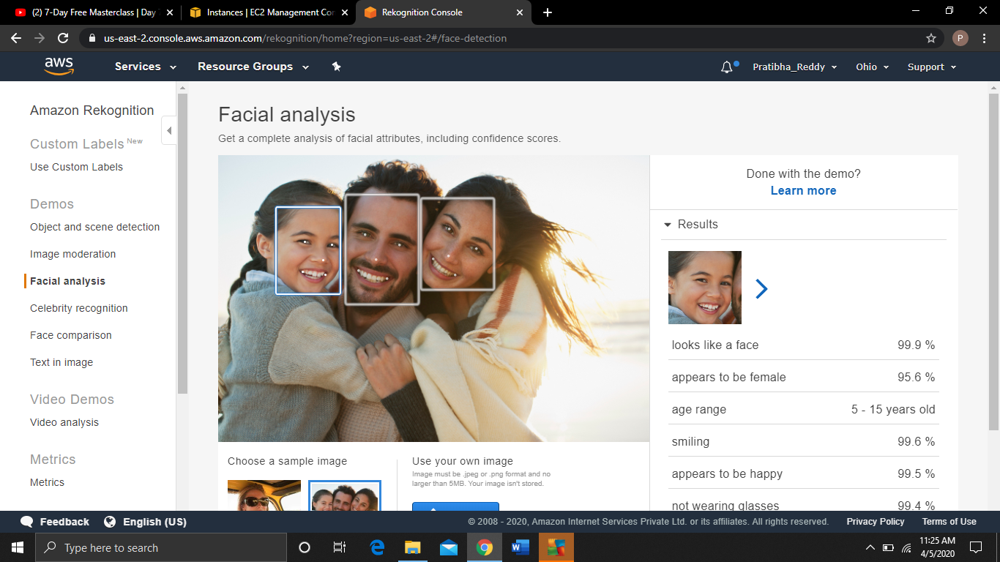 (2) 7-Day Free Masterclass | Day
Instances | EC2 Management Con
Rekognition Console
us-east-2.console.aws.amazon.com/rekognition/home?region=us-east-2#/face-detection
P
aws
Services
Resource Groups
Pratibha_Reddy
Ohio
Support
Amazon Rekognition
Custom Labels New
Use Custom Labels
Demos
Object and scene detection
Image moderation
Facial analysis
Celebrity recognition
Face comparison
Text in image
Video Demos
Video analysis
Metrics
Metrics
Facial analysis
Get a complete analysis of facial attributes, including confidence scores.
Choose a sample image
Use your own image
Image must be .jpeg or .png format and no
larger than 5MB. Your image isn't stored.
Done with the demo?
Learn more
Results
looks like a face 99.9 %
appears to be female 95.6 %
age range 5 - 15 years old
smiling 99.6 %
appears to be happy 99.5 %
not wearing glasses 99.4 %
Feedback
English (US)
© 2008 - 2020, Amazon Internet Services Private Ltd. or its affiliates. All rights reserved.
Privacy Policy
Terms of Use
Type here to search
11:25 AM
4/5/2020